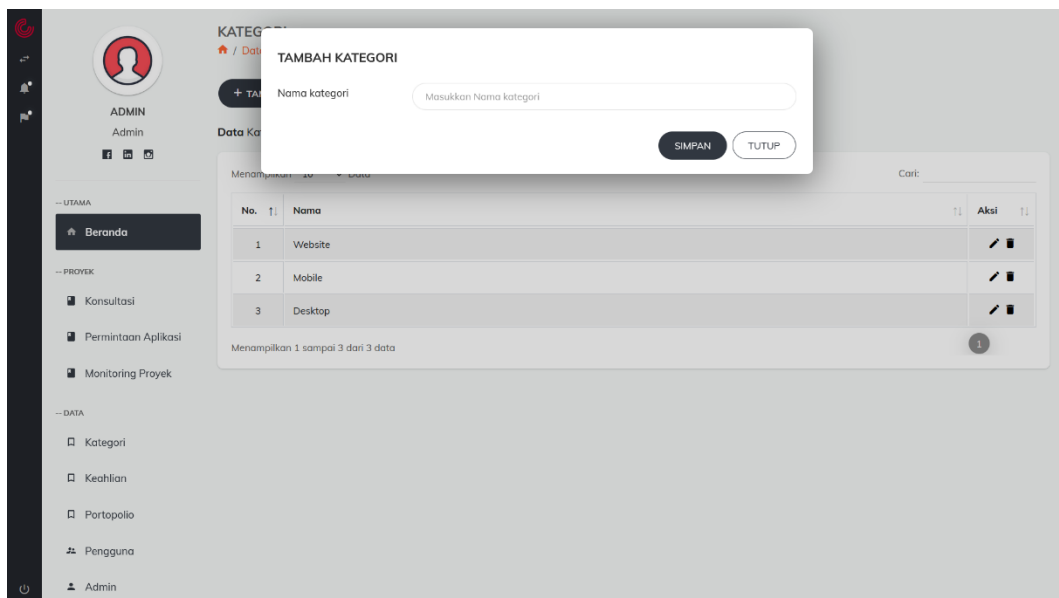 KATEG
/ Dat
TAMBAH KATEGORI
+ TA
Nama kategori
Masukkan Nama kategori
SIMPAN
TUTUP
ADMIN
Admin
Data Ka
Menampilkan 10 Data
Cari:
No. Nama Aksi
1 Website
2 Mobile
3 Desktop
Menampilkan 1 sampai 3 dari 3 data
1
-- UTAMA
Beranda
-- PROYEK
Konsultasi
Permintaan Aplikasi
Monitoring Proyek
-- DATA
Kategori
Keahlian
Portopolio
Pengguna
Admin